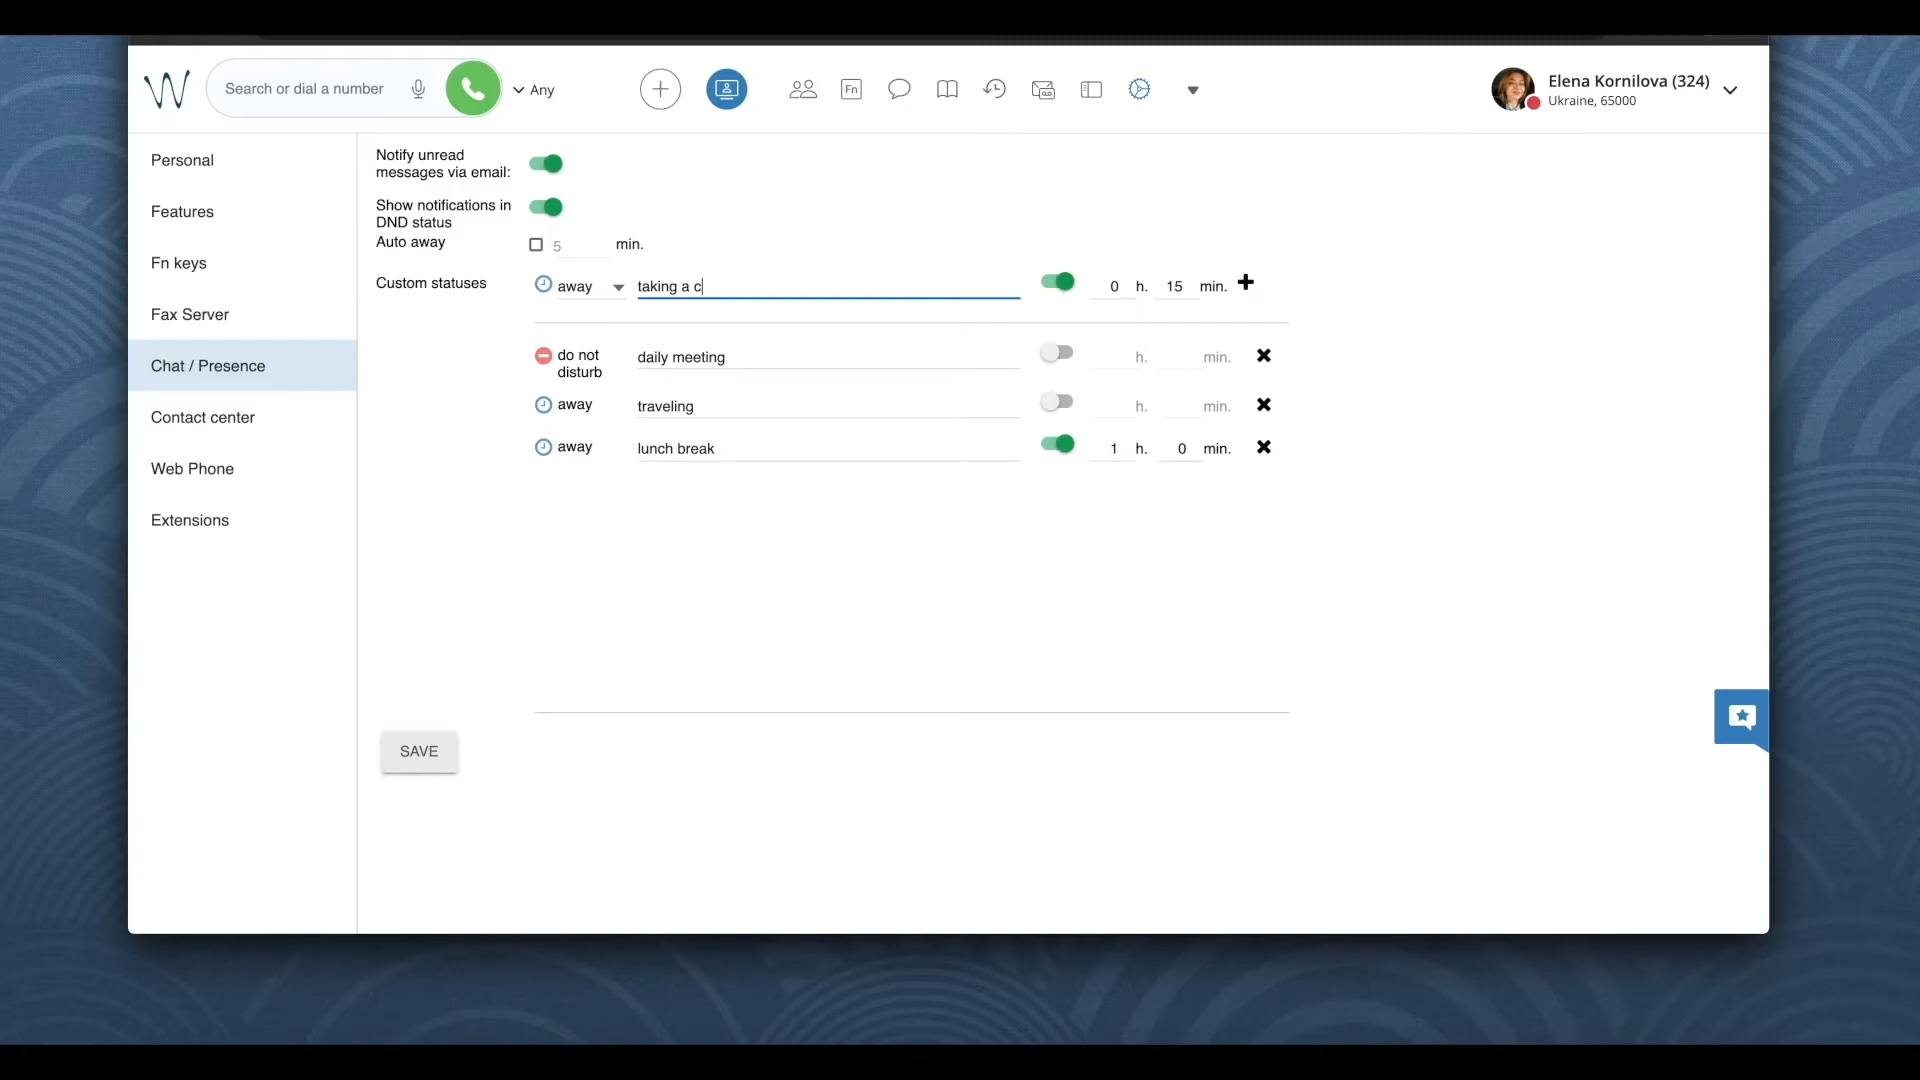 Search or dial a number
Any
Fn
Elena Kornilova (324)
Ukraine, 65000
Personal
Features
Fn keys
Fax Server
Chat / Presence
Contact center
Web Phone
Extensions
Notify unread
messages via email:
Show notifications in
DND status
Auto away
5 min.
Custom statuses
away taking a c 0 h. 15 min.
do not
disturb
daily meeting h. min.
away traveling h. min.
away lunch break 1 h. 0 min.
SAVE